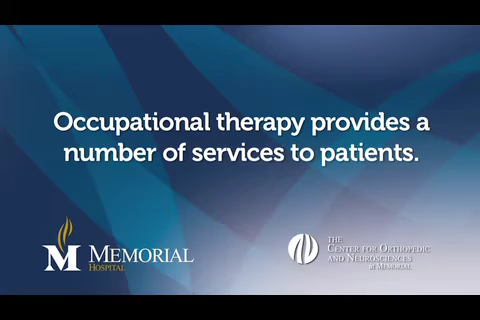 Occupational therapy provides a
number of services to patients.
M MEMORIAL
HOSPITAL
THE
CENTER FOR ORTHOPEDIC
AND NEUROSCIENCES
at MEMORIAL